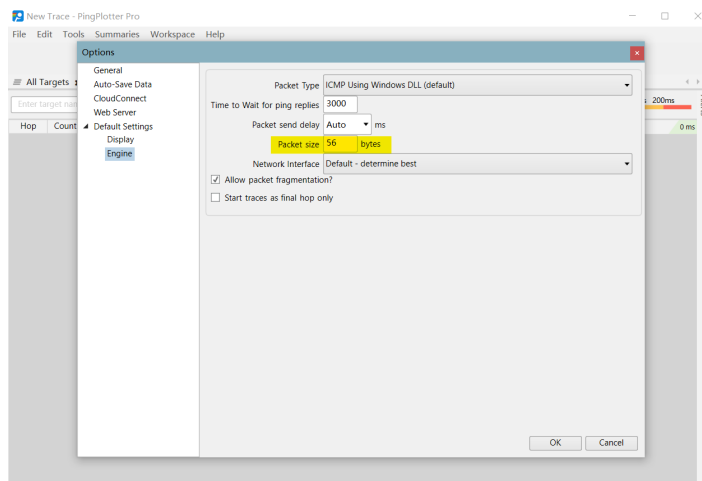 New Trace - PingPlotter Pro
File Edit Tools Summaries Workspace Help
Options
General
Auto-Save Data
CloudConnect
Web Server
Default Settings
Display
Engine
Packet Type ICMP Using Windows DLL (default)
Time to Wait for ping replies 3000
Packet send delay Auto ms
Packet size 56 bytes
Network Interface Default - determine best
Allow packet fragmentation?
Start traces as final hop only
All Targets
Enter target nan
200ms
Hop Count
0 ms
OK Cancel